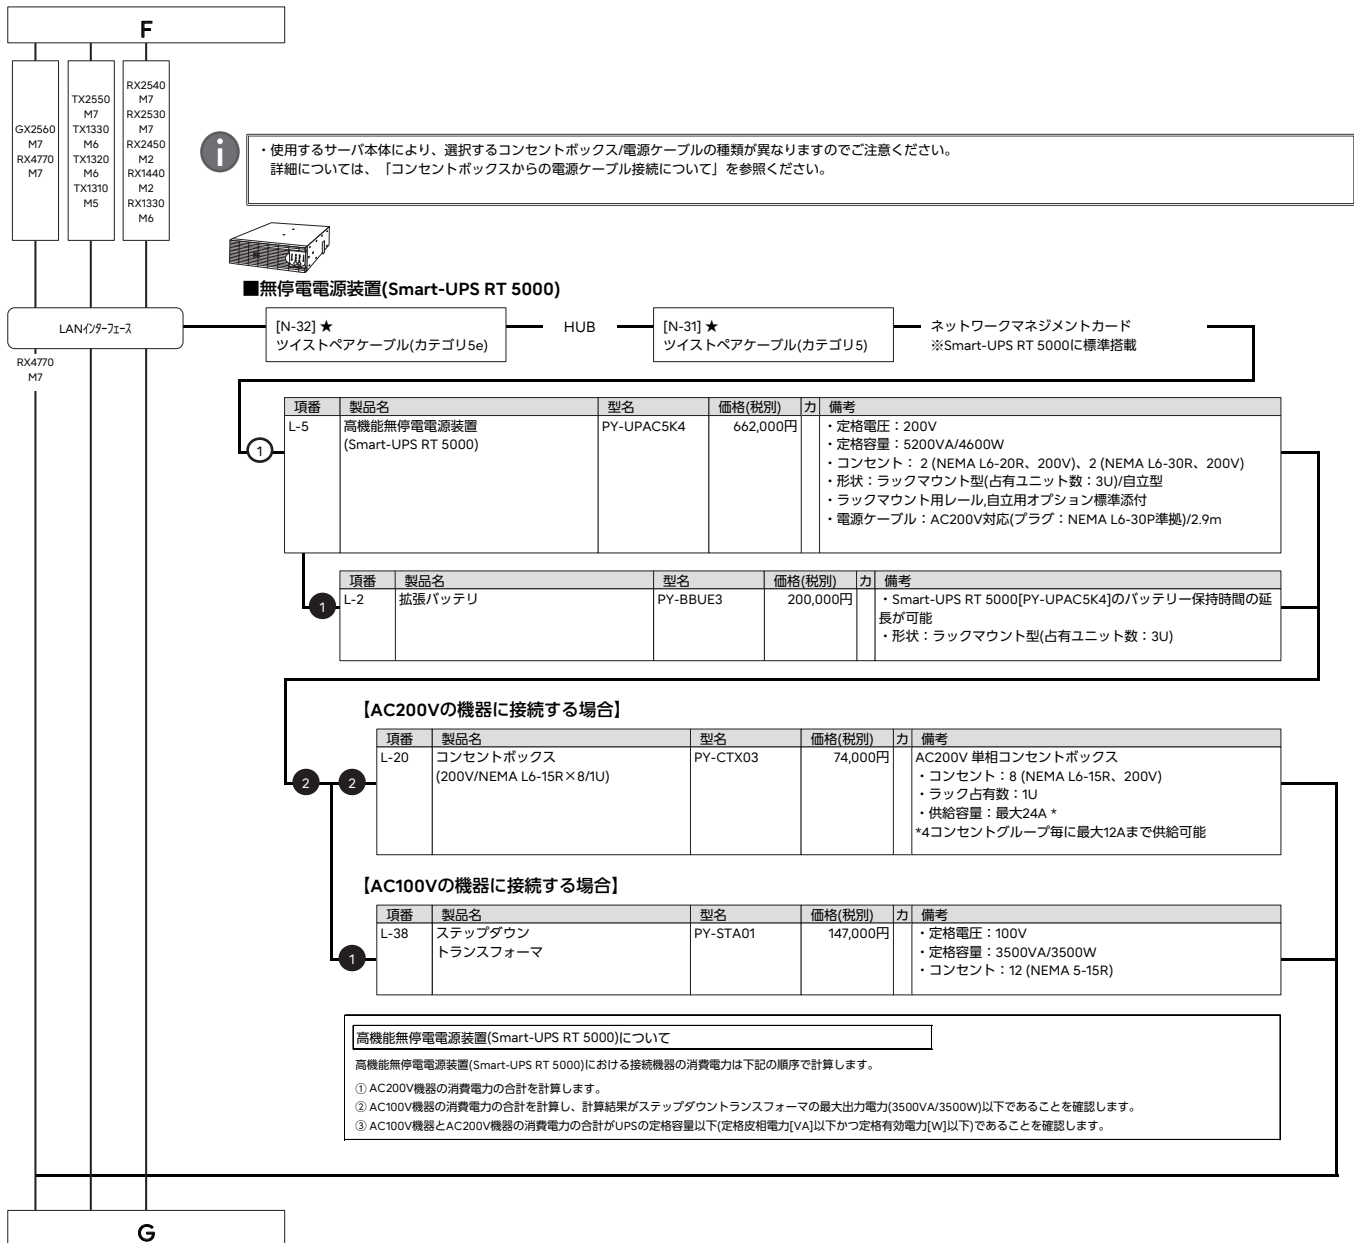 F
GX2560
M7
RX4770
M7
TX2550
M7
TX1330
M6
TX1320
M6
TX1310
M5
RX2540
M7
RX2530
M7
RX2450
M2
RX1440
M2
RX1330
M6
i
・使用するサーバ本体により、選択するコンセントボックス/電源ケーブルの種類が異なりますのでご注意ください。
詳細については、「コンセントボックスからの電源ケーブル接続について」を参照ください。
■無停電電源装置(Smart-UPS RT 5000)
LANインターフェース
[N-32] ★
ツイストペアケーブル(カテゴリ5e)
HUB
[N-31] ★
ツイストペアケーブル(カテゴリ5)
ネットワークマネジメントカード
※Smart-UPS RT 5000に標準搭載
RX4770
M7
項番 製品名 型名 価格(税別) カ 備考
1
L-5 高機能無停電電源装置 PY-UPAC5K4 662,000円 ・定格電圧：200V
(Smart-UPS RT 5000) ・定格容量：5200VA/4600W
・コンセント： 2 (NEMA L6-20R、200V)、2 (NEMA L6-30R、200V)
・形状：ラックマウント型(占有ユニット数：3U)/自立型
・ラックマウント用レール,自立用オプション標準添付
・電源ケーブル：AC200V対応(プラグ：NEMA L6-30P準拠)/2.9m
項番 製品名 型名 価格(税別) カ 備考
1
L-2 拡張バッテリ PY-BBUE3 200,000円 ・Smart-UPS RT 5000[PY-UPAC5K4]のバッテリー保持時間の延
長が可能
・形状：ラックマウント型(占有ユニット数：3U)
【AC200Vの機器に接続する場合】
項番 製品名 型名 価格(税別) カ 備考
2 2
L-20 コンセントボックス PY-CTX03 74,000円 AC200V 単相コンセントボックス
(200V/NEMA L6-15R×8/1U) ・コンセント：8 (NEMA L6-15R、200V)
・ラック占有数：1U
・供給容量：最大24A *
*4コンセントグループ毎に最大12Aまで供給可能
【AC100Vの機器に接続する場合】
項番 製品名 型名 価格(税別) カ 備考
1
L-38 ステップダウン PY-STA01 147,000円 ・定格電圧：100V
トランスフォーマ ・定格容量：3500VA/3500W
・コンセント：12 (NEMA 5-15R)
高機能無停電電源装置(Smart-UPS RT 5000)について
高機能無停電電源装置(Smart-UPS RT 5000)における接続機器の消費電力は下記の順序で計算します。
① AC200V機器の消費電力の合計を計算します。
② AC100V機器の消費電力の合計を計算し、計算結果がステップダウントランスフォーマの最大出力電力(3500VA/3500W)以下であることを確認します。
③ AC100V機器とAC200V機器の消費電力の合計がUPSの定格容量以下(定格皮相電力[VA]以下かつ定格有効電力[W]以下)であることを確認します。
G